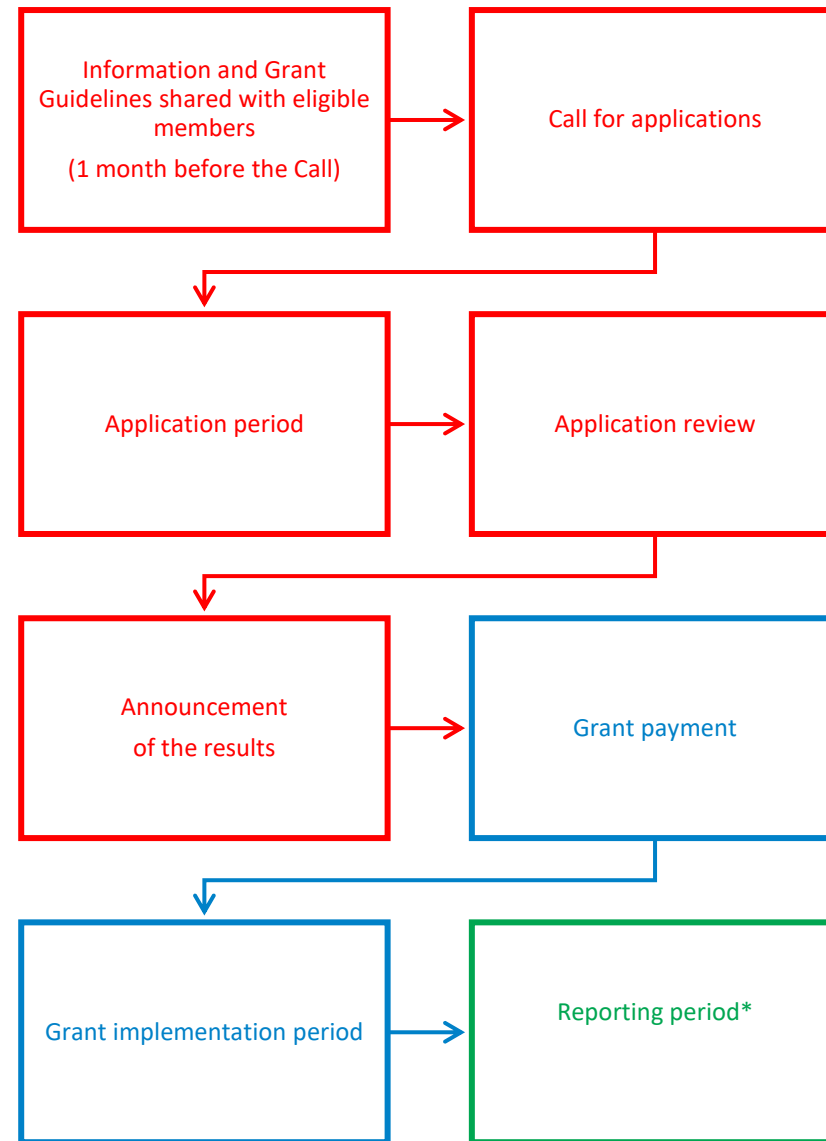 Information and Grant
Guidelines shared with eligible
members
(1 month before the Call)
Call for applications
Application period
Application review
Announcement
of the results
Grant payment
Grant implementation period
Reporting period*